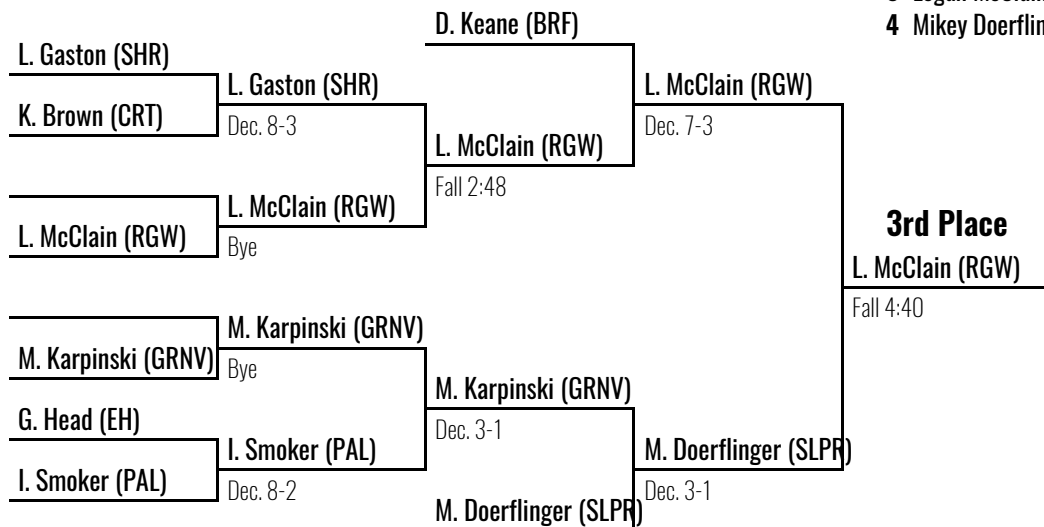 4 Mikey Doerflin
D. Keane (BRF)
L. Gaston (SHR)
L. Gaston (SHR)
L. McClain (RGW)
K. Brown (CRT)
Dec. 8-3
Dec. 7-3
L. McClain (RGW)
Fall 2:48
L. McClain (RGW)
L. McClain (RGW)
Bye
3rd Place
L. McClain (RGW)
Fall 4:40
M. Karpinski (GRNV)
M. Karpinski (GRNV)
Bye
M. Karpinski (GRNV)
G. Head (EH)
Dec. 3-1
I. Smoker (PAL)
M. Doerflinger (SLPR)
I. Smoker (PAL)
Dec. 8-2
Dec. 3-1
M. Doerflinger (SLPR)